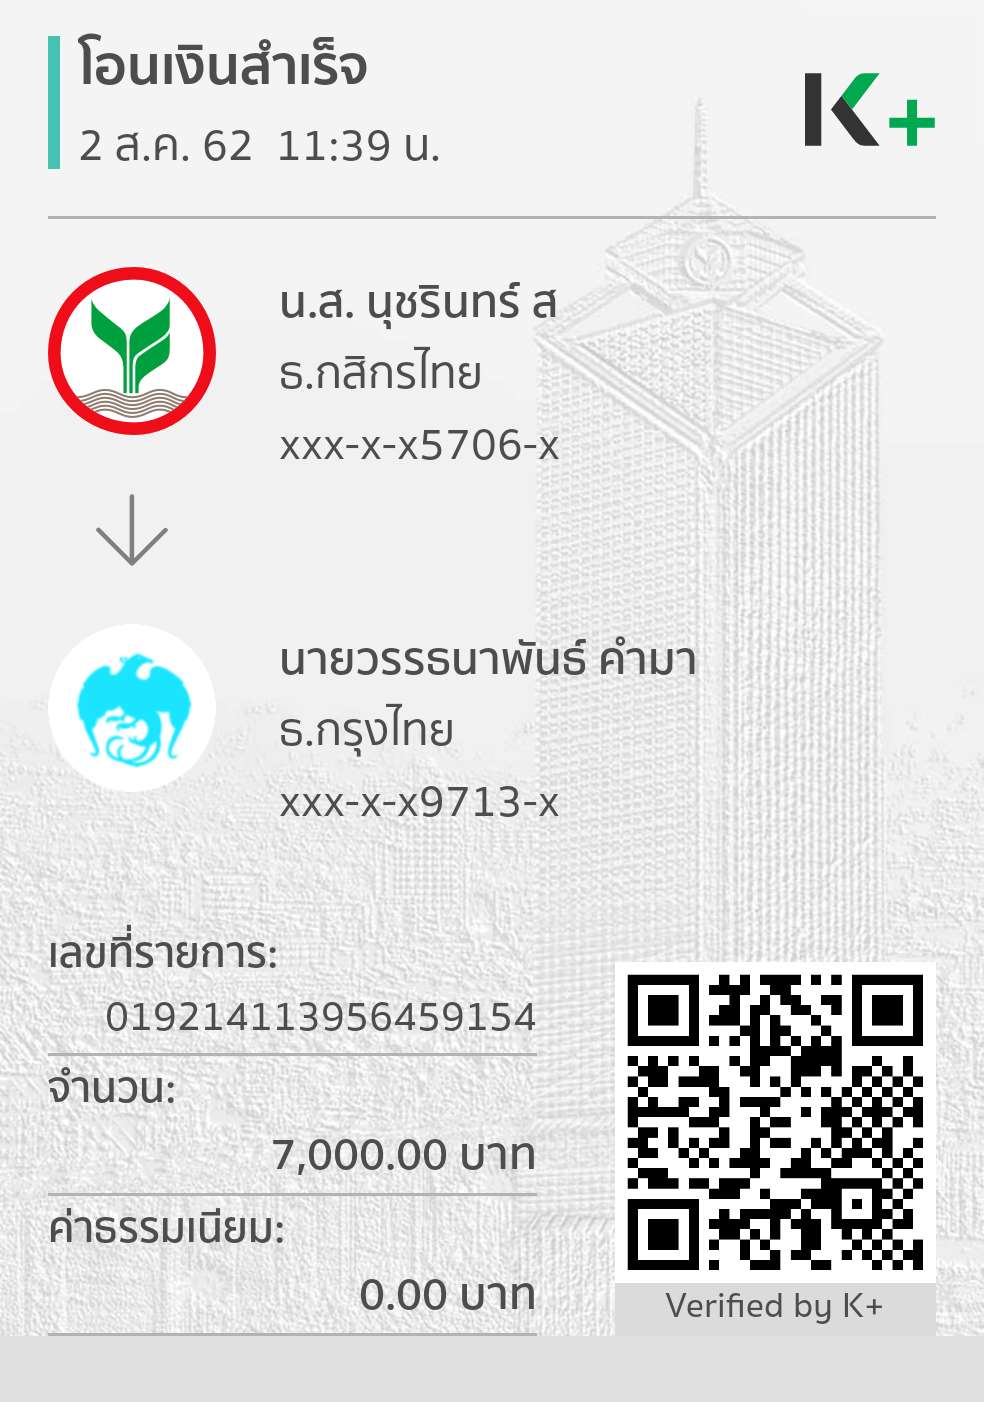 โอนเงินสำเร็จ
2 ส.ค. 62  11:39 น.
K+
น.ส. นุชรินทร์ ส
ธ.กสิกรไทย
xxx-x-x5706-x
นายวรรธนาพันธ์ คำมา
ธ.กรุงไทย
xxx-x-x9713-x
เลขที่รายการ:
019214113956459154
จำนวน:
7,000.00 บาท
ค่าธรรมเนียม:
0.00 บาท
Verified by K+